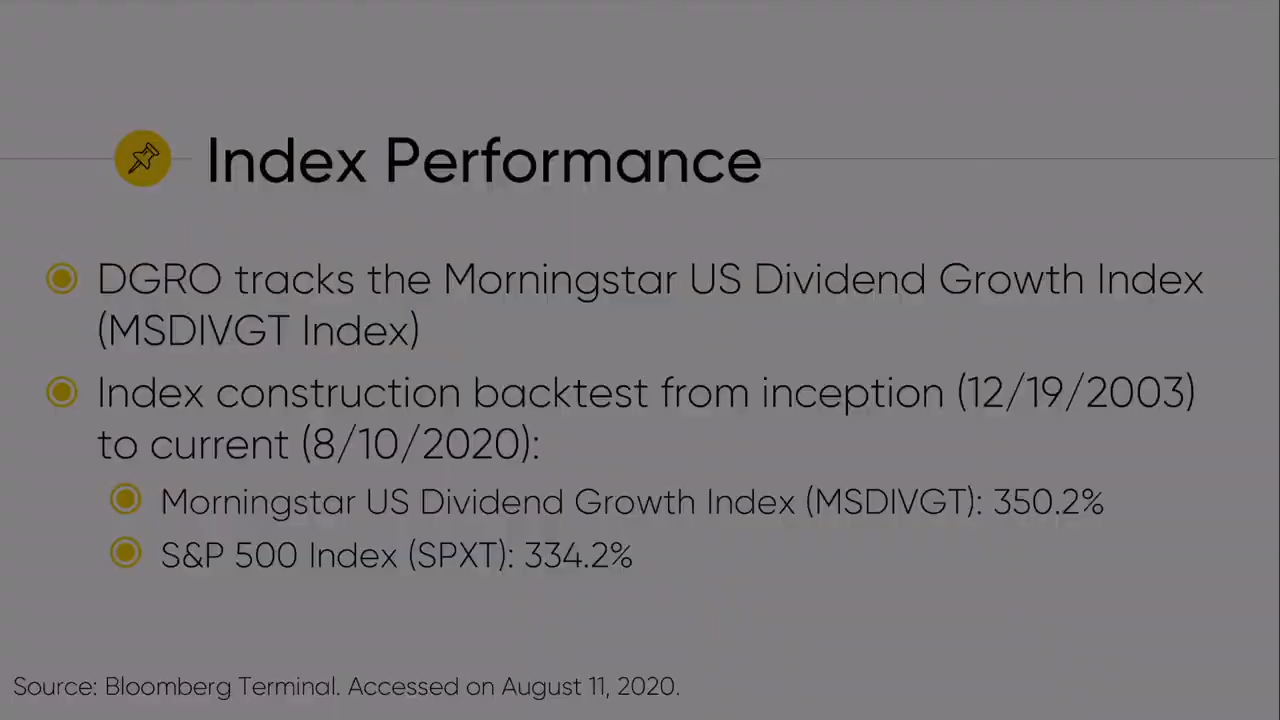 Index Performance
DGRO tracks the Morningstar US Dividend Growth Index
(MSDIVGT Index)
Index construction backtest from inception (12/19/2003)
to current (8/10/2020):
Morningstar US Dividend Growth Index (MSDIVGT): 350.2%
S&P 500 Index (SPXT): 334.2%
Source: Bloomberg Terminal. Accessed on August 11, 2020.